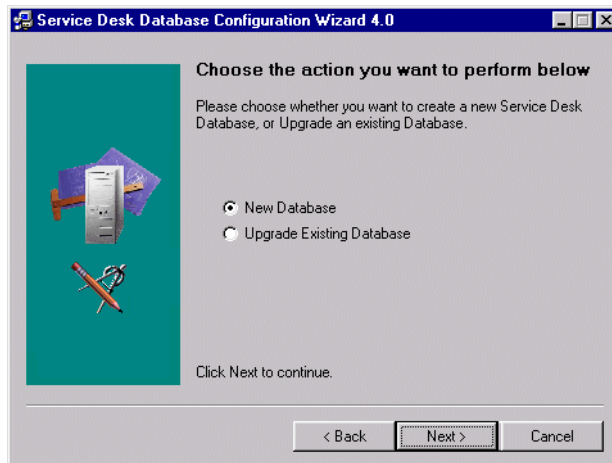 Service Desk Database Configuration Wizard 4.0
Choose the action you want to perform below
Please choose whether you want to create a new Service Desk
Database, or Upgrade an existing Database.
New Database
Upgrade Existing Database
Click Next to continue.
< Back
Next >
Cancel